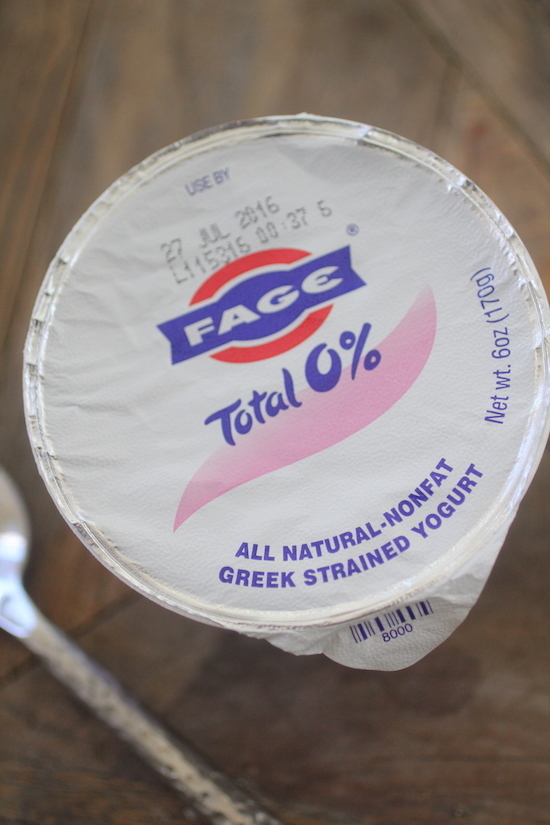 USE BY
27 JUL 2016
L115316 00:37 5
FAGE®
Total 0%
Net wt. 6oz (170g)
ALL NATURAL-NONFAT
GREEK STRAINED YOGURT
8000